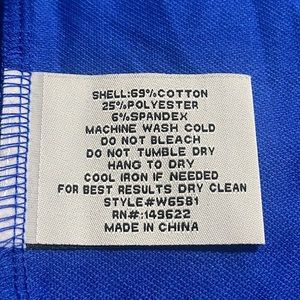 SHELL:69%COTTON
25%POLYESTER
6%SPANDEX
MACHINE WASH COLD
DO NOT BLEACH
DO NOT TUMBLE DRY
HANG TO DRY
COOL IRON IF NEEDED
FOR BEST RESULTS DRY CLEAN
STYLE#W6581
RN#:149622
MADE IN CHINA